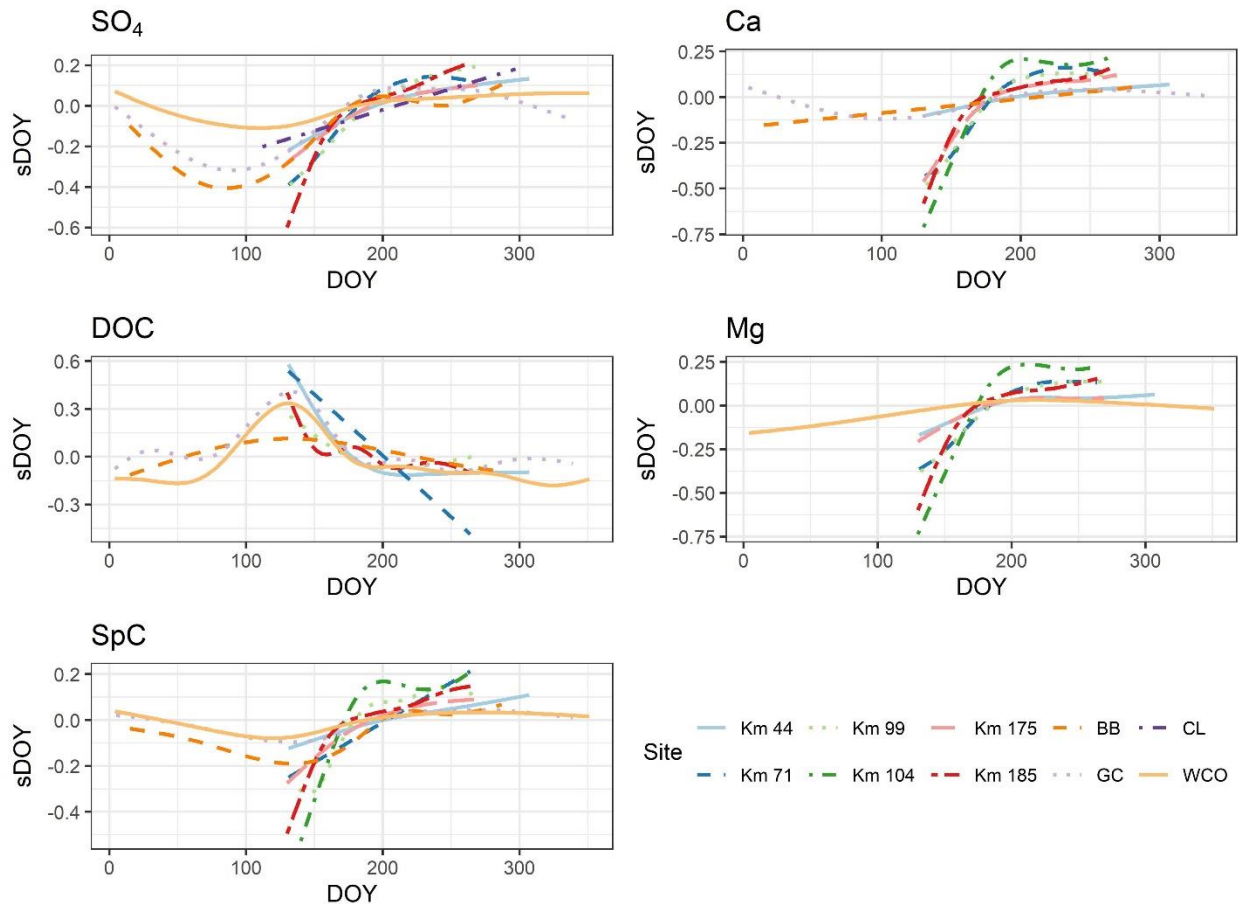 SO₄
0.2
0.0
-0.2
-0.4
-0.6
sDOY
0
100
200
300
DOY
Ca
0.25
0.00
-0.25
-0.50
-0.75
sDOY
0
100
200
300
DOY
DOC
0.6
0.3
0.0
-0.3
sDOY
0
100
200
300
DOY
Mg
0.25
0.00
-0.25
-0.50
-0.75
sDOY
0
100
200
300
DOY
SpC
0.2
0.0
-0.2
-0.4
sDOY
0
100
200
300
DOY
Site
Km 44 Km 99 Km 175 BB CL
Km 71 Km 104 Km 185 GC WCO